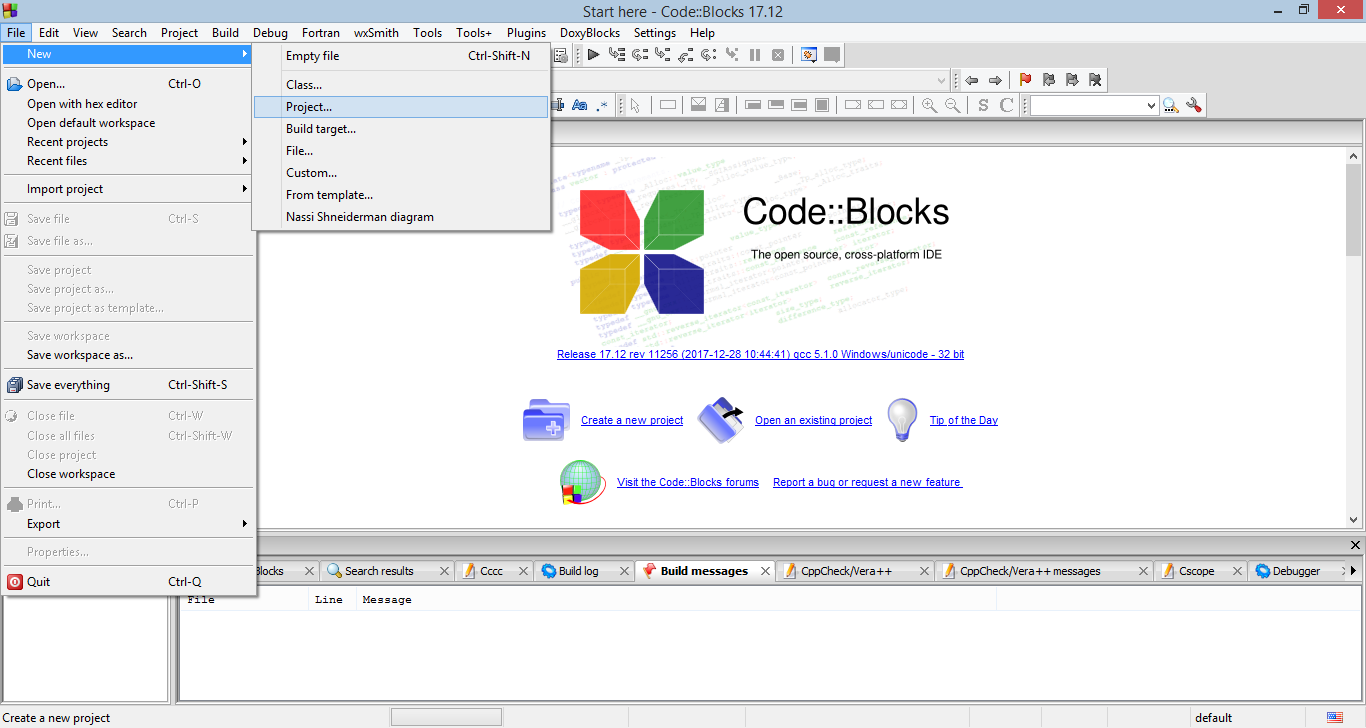 Start here - Code::Blocks 17.12
File Edit View Search Project Build Debug Fortran wxSmith Tools Tools+ Plugins DoxyBlocks Settings Help
New
Open... Ctrl-O
Open with hex editor
Open default workspace
Recent projects
Recent files
Import project
Save file Ctrl-S
Save file as...
Save project
Save project as...
Save project as template...
Save workspace
Save workspace as...
Save everything Ctrl-Shift-S
Close file Ctrl-W
Close all files Ctrl-Shift-W
Close project
Close workspace
Print... Ctrl-P
Export
Properties...
Quit Ctrl-Q
Empty file Ctrl-Shift-N
Class...
Project...
Build target...
File...
Custom...
From template...
Nassi Shneiderman diagram
Aa .*
S C
Code::Blocks
The open source, cross-platform IDE
Release 17.12 rev 11256 (2017-12-28 10:44:41) gcc 5.1.0 Windows/unicode - 32 bit
Create a new project Open an existing project Tip of the Day
Visit the Code::Blocks forums Report a bug or request a new feature
Blocks Search results Cccc Build log Build messages CppCheck/Vera++ CppCheck/Vera++ messages Cscope Debugger
File Line Message
Create a new project default